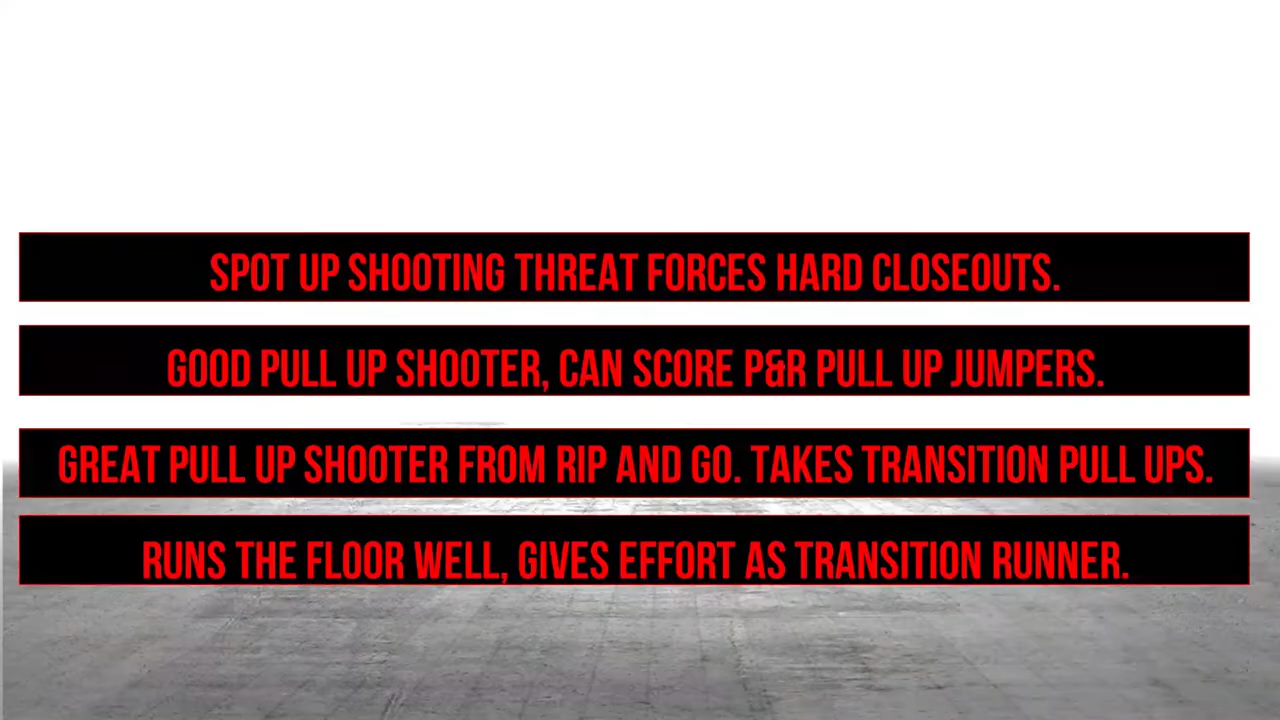 SPOT UP SHOOTING THREAT FORCES HARD CLOSEOUTS.
GOOD PULL UP SHOOTER, CAN SCORE P&R PULL UP JUMPERS.
GREAT PULL UP SHOOTER FROM RIP AND GO. TAKES TRANSITION PULL UPS.
RUNS THE FLOOR WELL, GIVES EFFORT AS TRANSITION RUNNER.